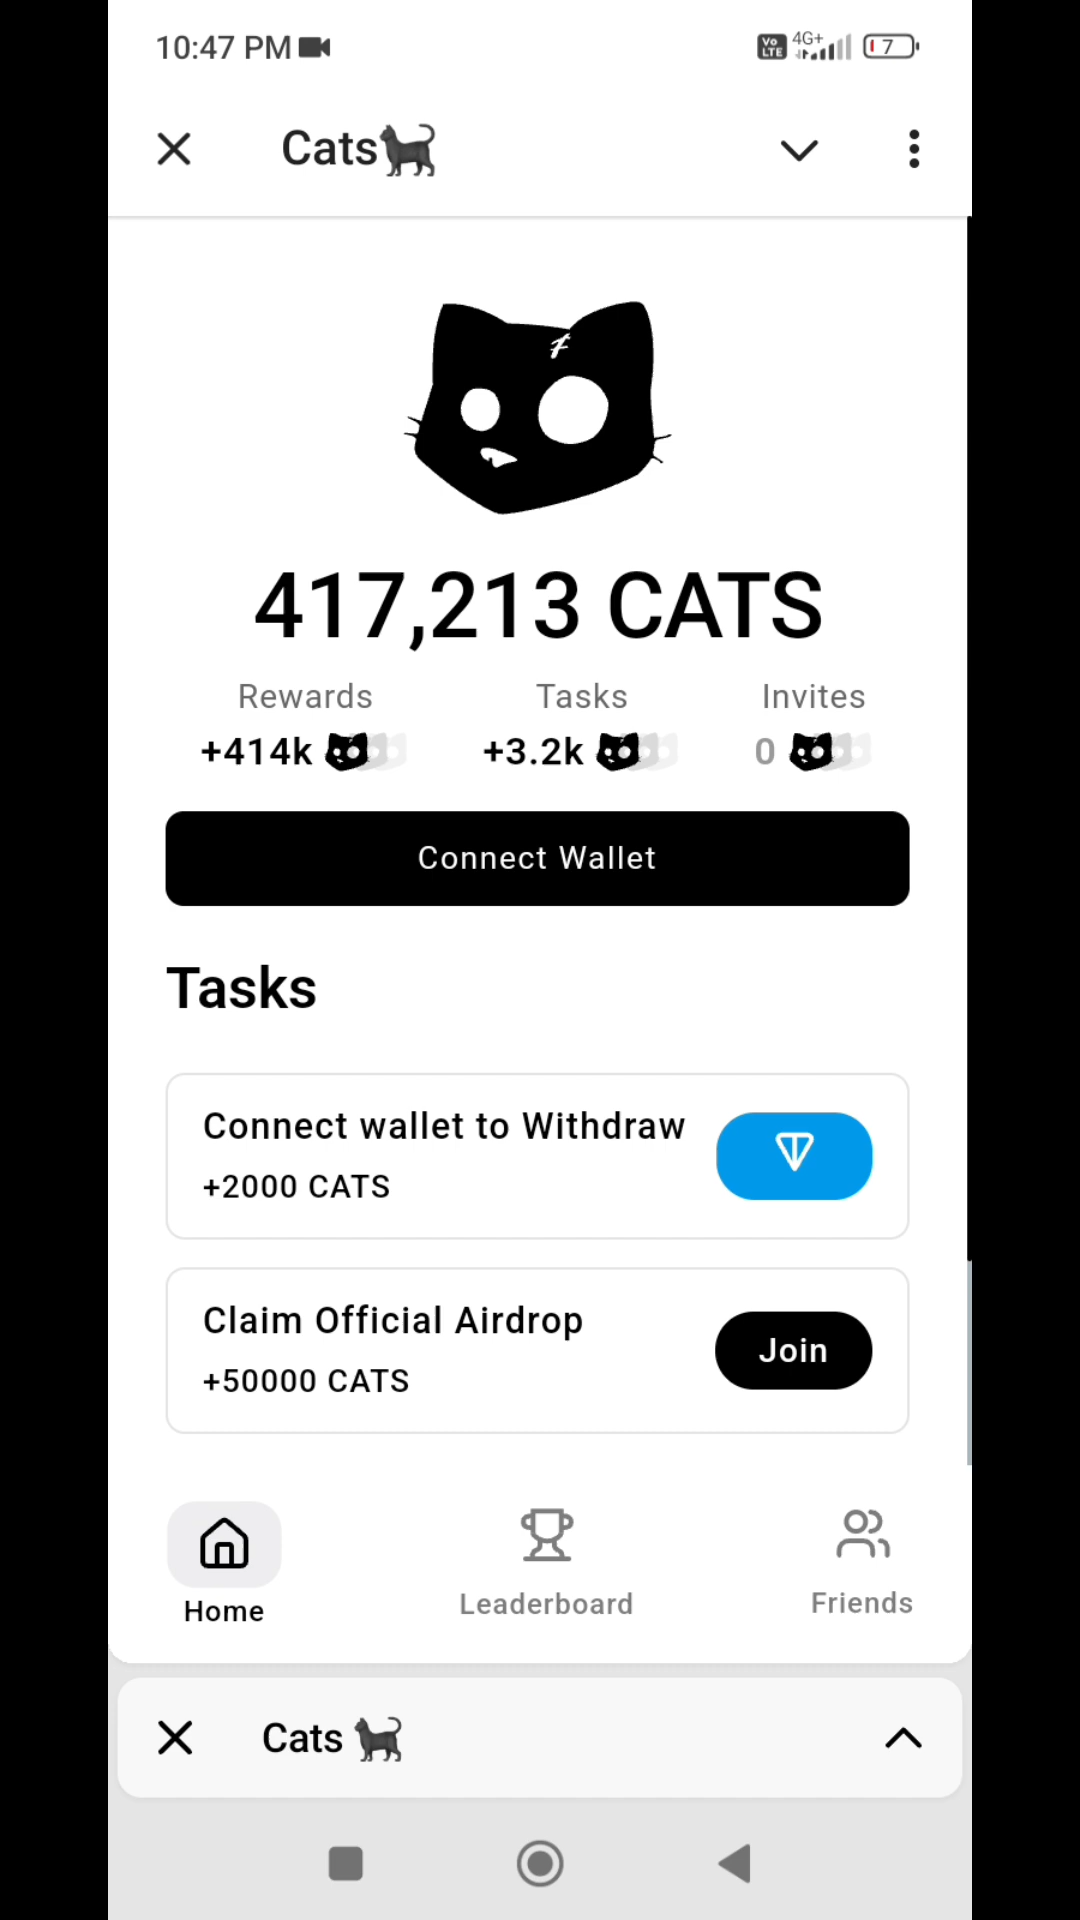 10:47 PM VoLTE 4G+ 7
Cats
417,213 CATS
Rewards Tasks Invites
+414k +3.2k 0
Connect Wallet
Tasks
Connect wallet to Withdraw
+2000 CATS
Claim Official Airdrop
+50000 CATS
Join
Home Leaderboard Friends
Cats